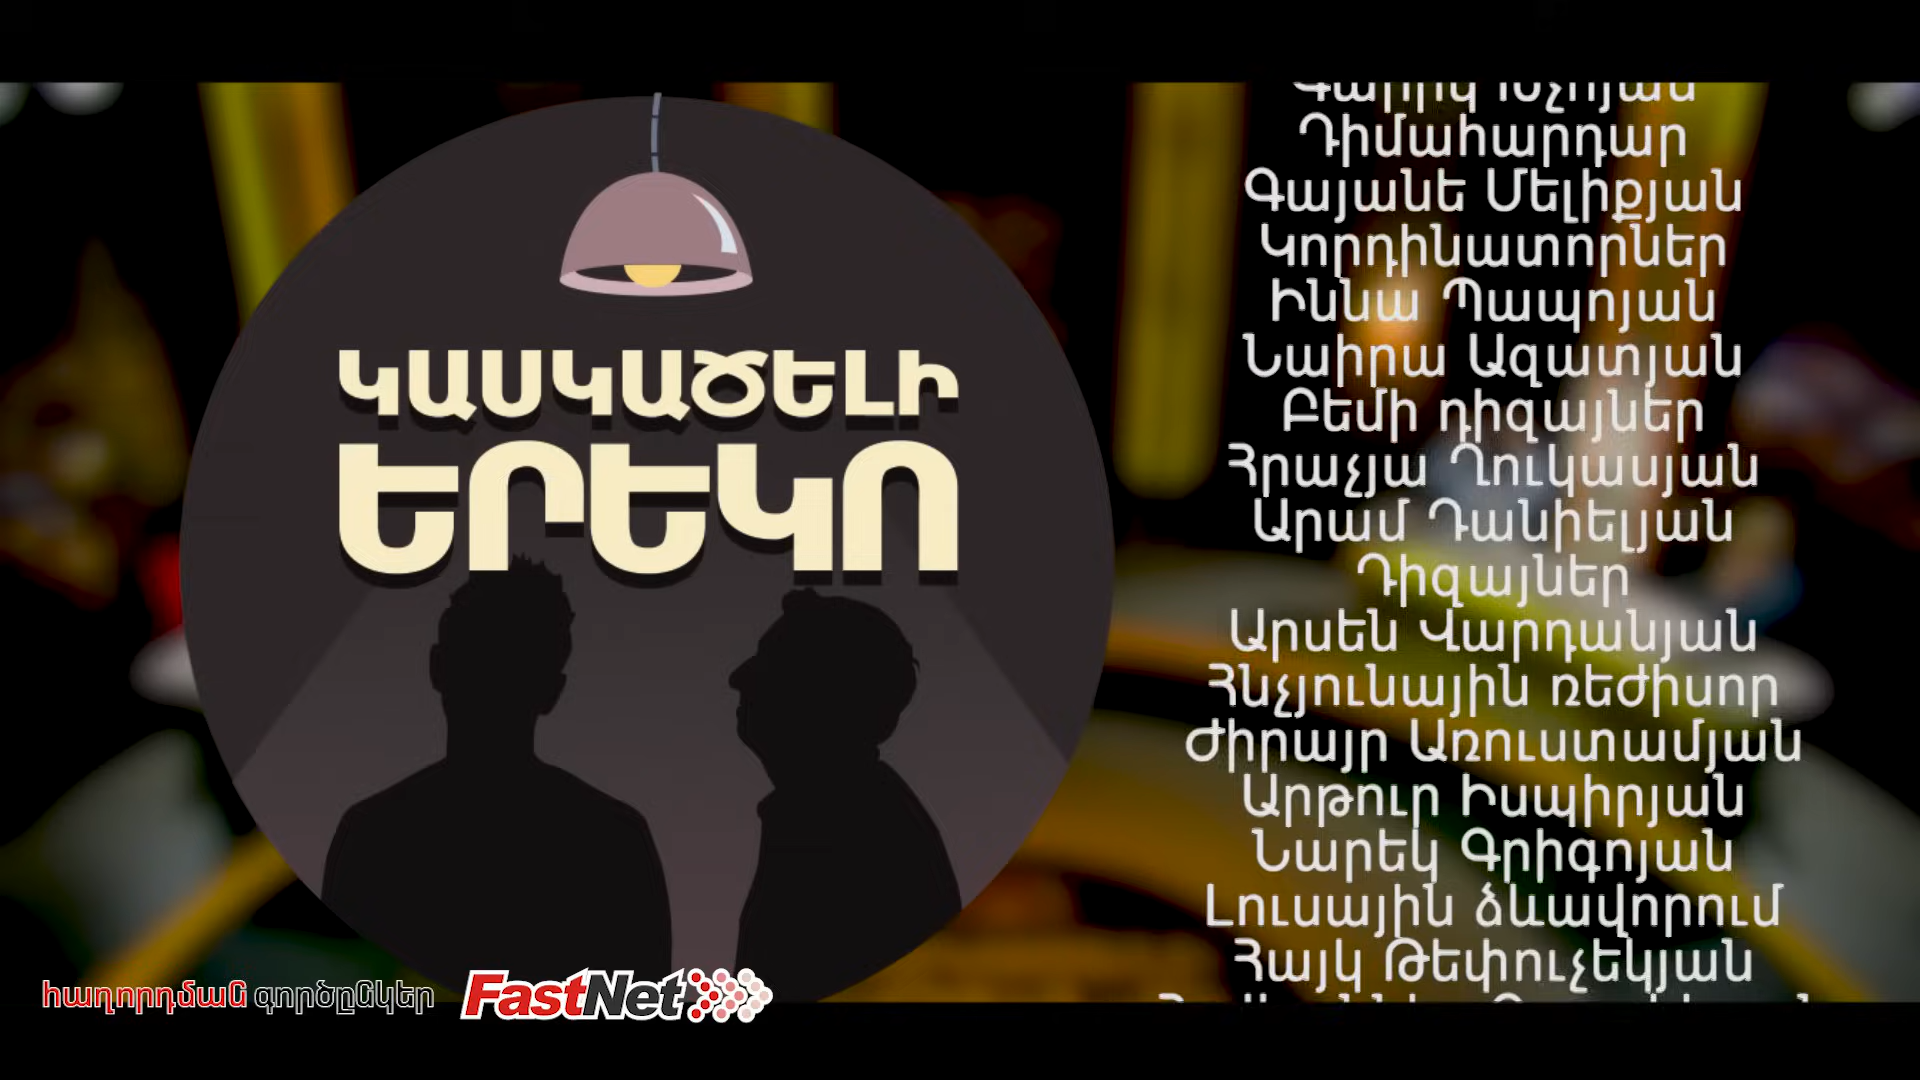 ԿԱՍԿԱԾԵԼԻ
ԵՐԵԿՈ
Դիմահարդար
Գայանե Մելիքյան
Կորդինատորներ
Իննա Պապոյան
Նաիրա Ազատյան
Բեմի դիզայներ
Հրաչյա Ղուկասյան
Արամ Դանիելյան
Դիզայներ
Արսեն Վարդանյան
Հնչյունային ռեժիսոր
Ժիրայր Առուստամյան
Արթուր Իսպիրյան
Նարեկ Գրիգոյան
Լուսային ձևավորում
Հայկ Թեփուչեկյան
հաղորդման գործընկեր
FastNet